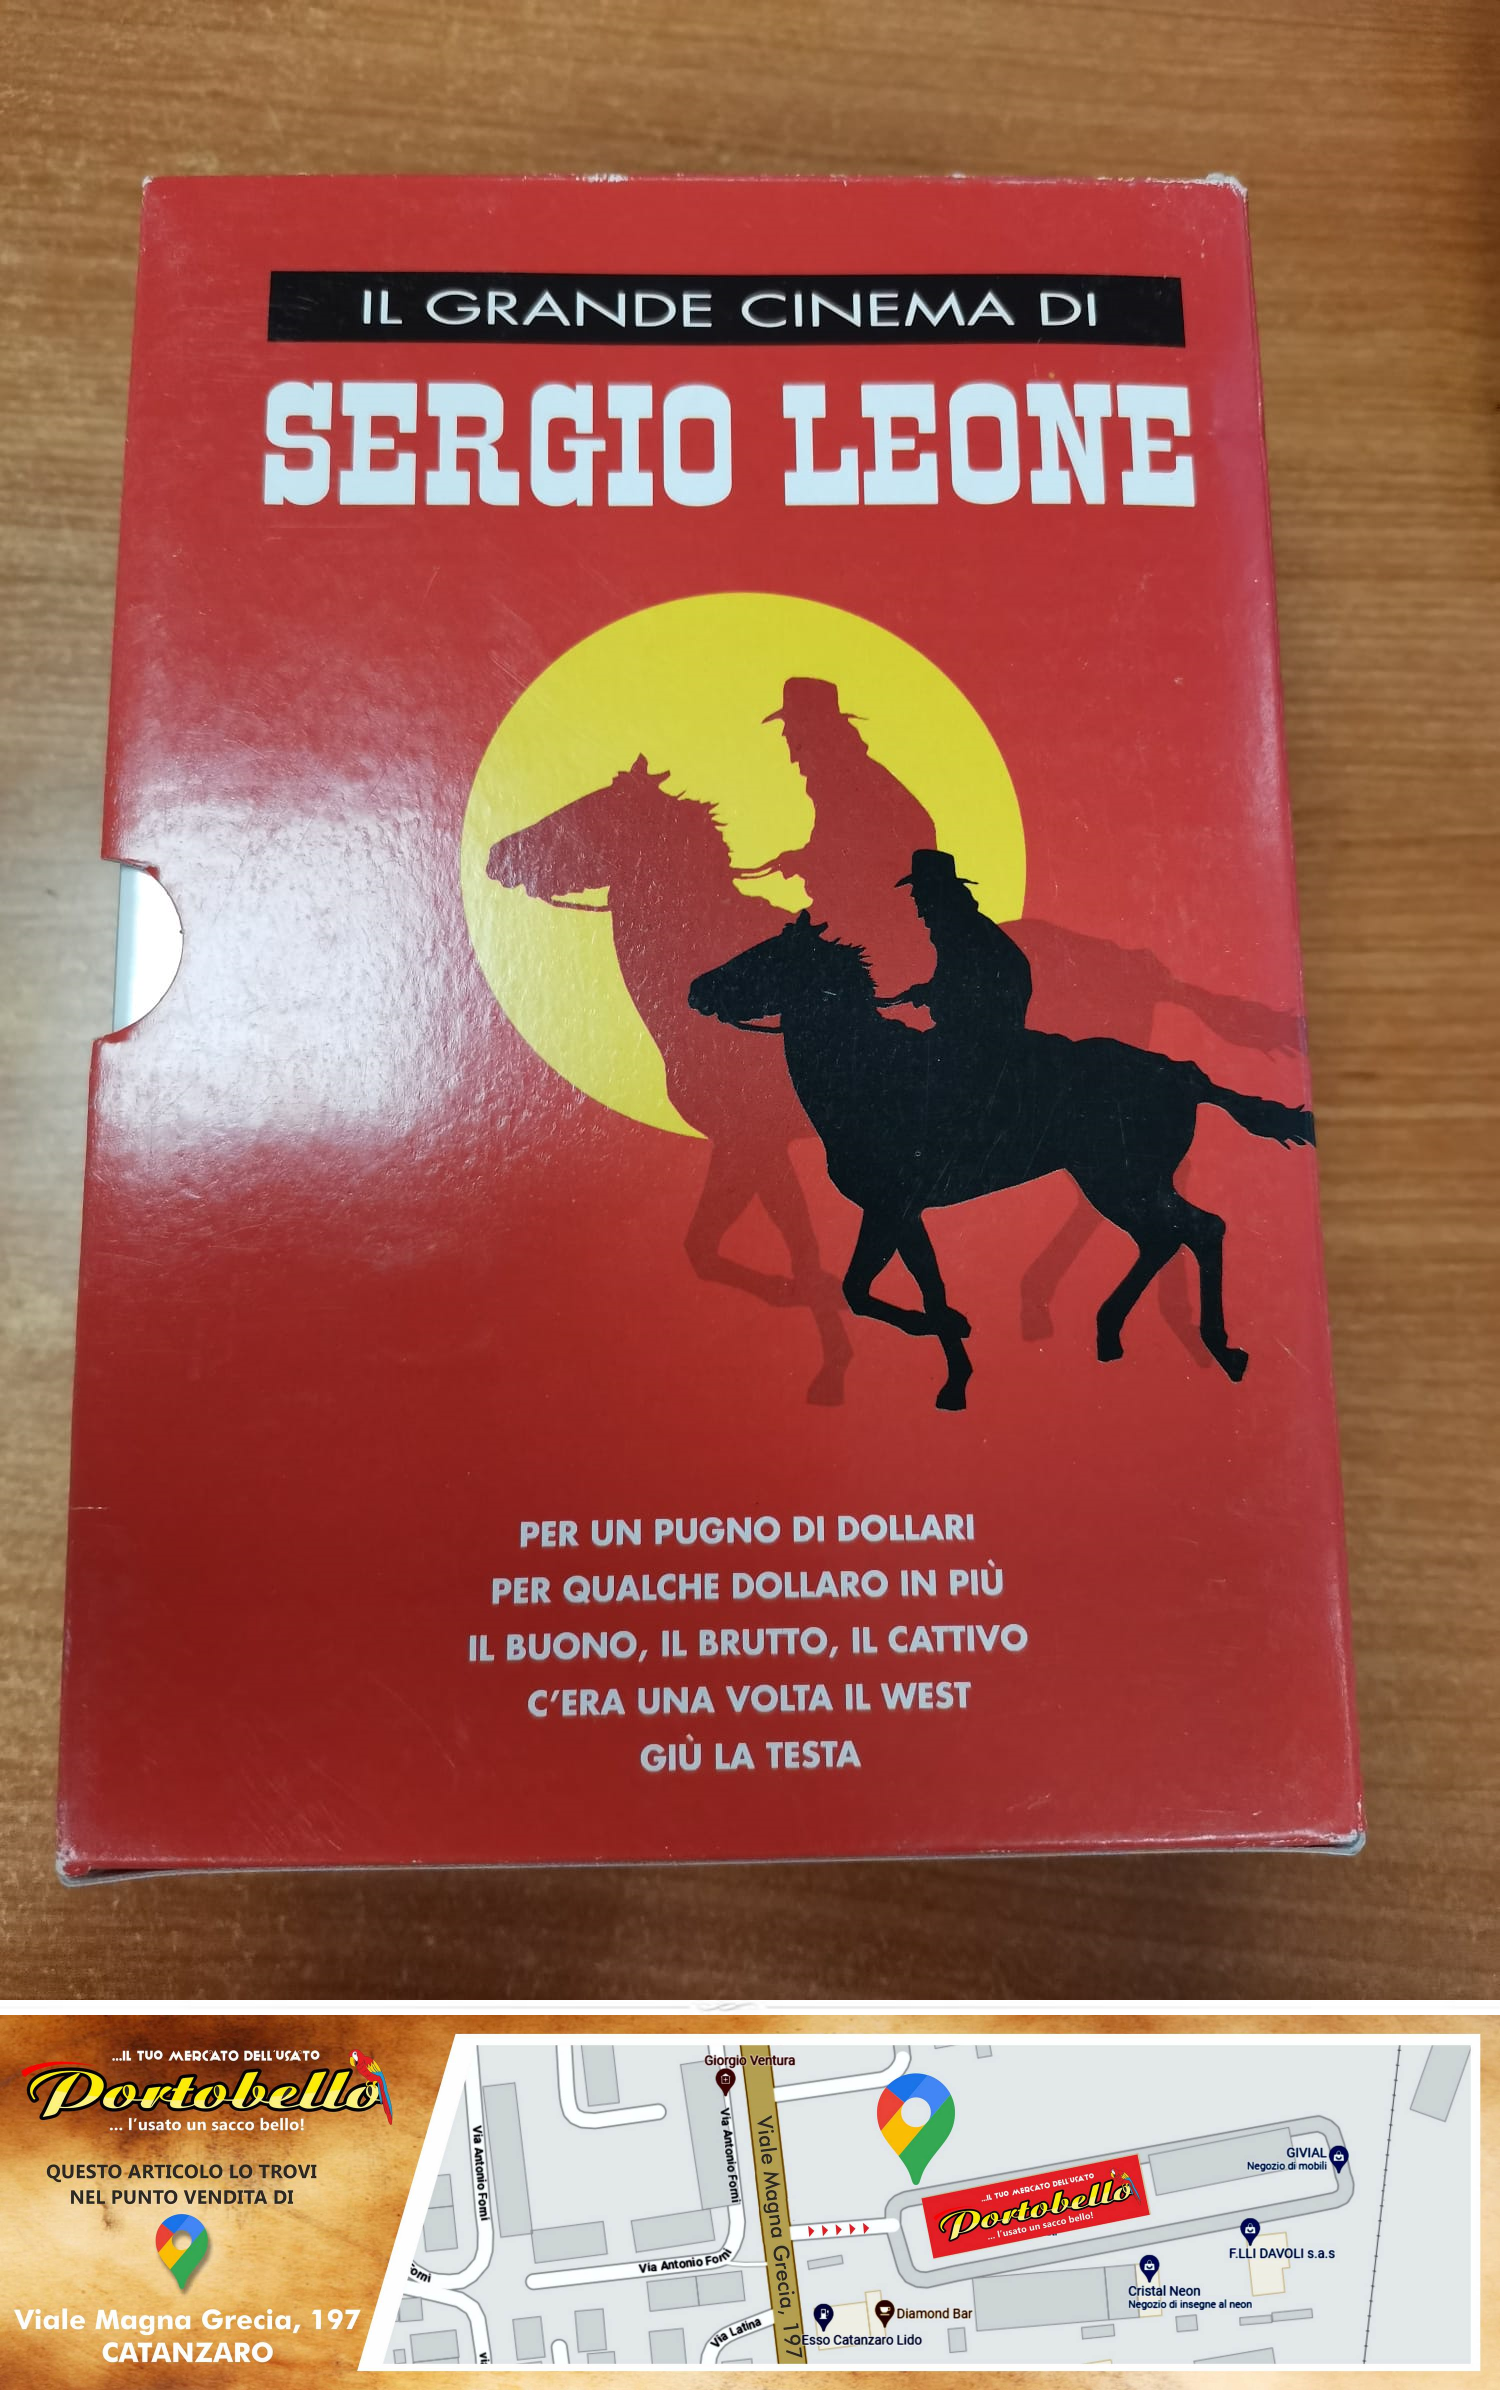 IL GRANDE CINEMA DI
SERGIO LEONE
PER UN PUGNO DI DOLLARI
PER QUALCHE DOLLARO IN PIÙ
IL BUONO, IL BRUTTO, IL CATTIVO
C'ERA UNA VOLTA IL WEST
GIÙ LA TESTA
...IL TUO MERCATO DELL'USATO
Portobello
... l'usato un sacco bello!
QUESTO ARTICOLO LO TROVI
NEL PUNTO VENDITA DI
Viale Magna Grecia, 197
CATANZARO
Giorgio Ventura
Via Antonio Forni
Via Antonio Forni
Viale Magna Grecia, 197
GIVIAL
Negozio di mobili
...IL TUO MERCATO DELL'USATO
Portobello
... l'usato un sacco bello!
F.LLI DAVOLI s.a.s
Via Antonio Forni
Cristal Neon
Negozio di insegne al neon
Diamond Bar
Esso Catanzaro Lido
Via Latina